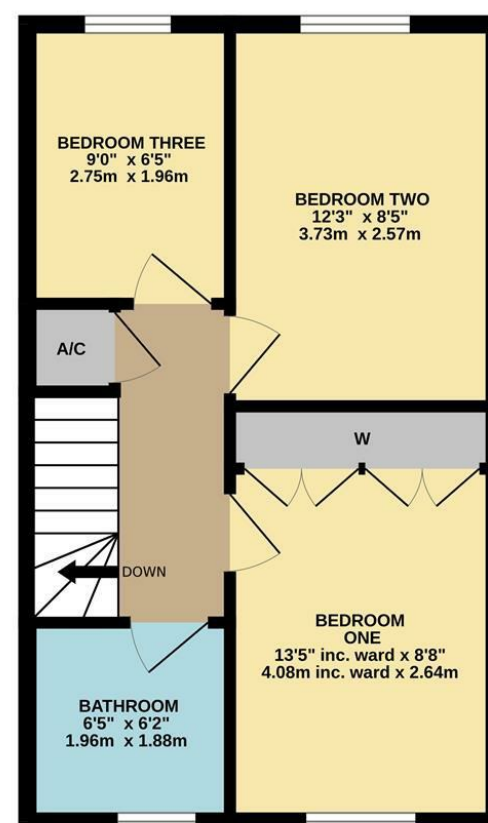 BEDROOM THREE
9'0" x 6'5"
2.75m x 1.96m
BEDROOM TWO
12'3" x 8'5"
3.73m x 2.57m
A/C
W
DOWN
BEDROOM
ONE
13'5" inc. ward x 8'8"
4.08m inc. ward x 2.64m
BATHROOM
6'5" x 6'2"
1.96m x 1.88m